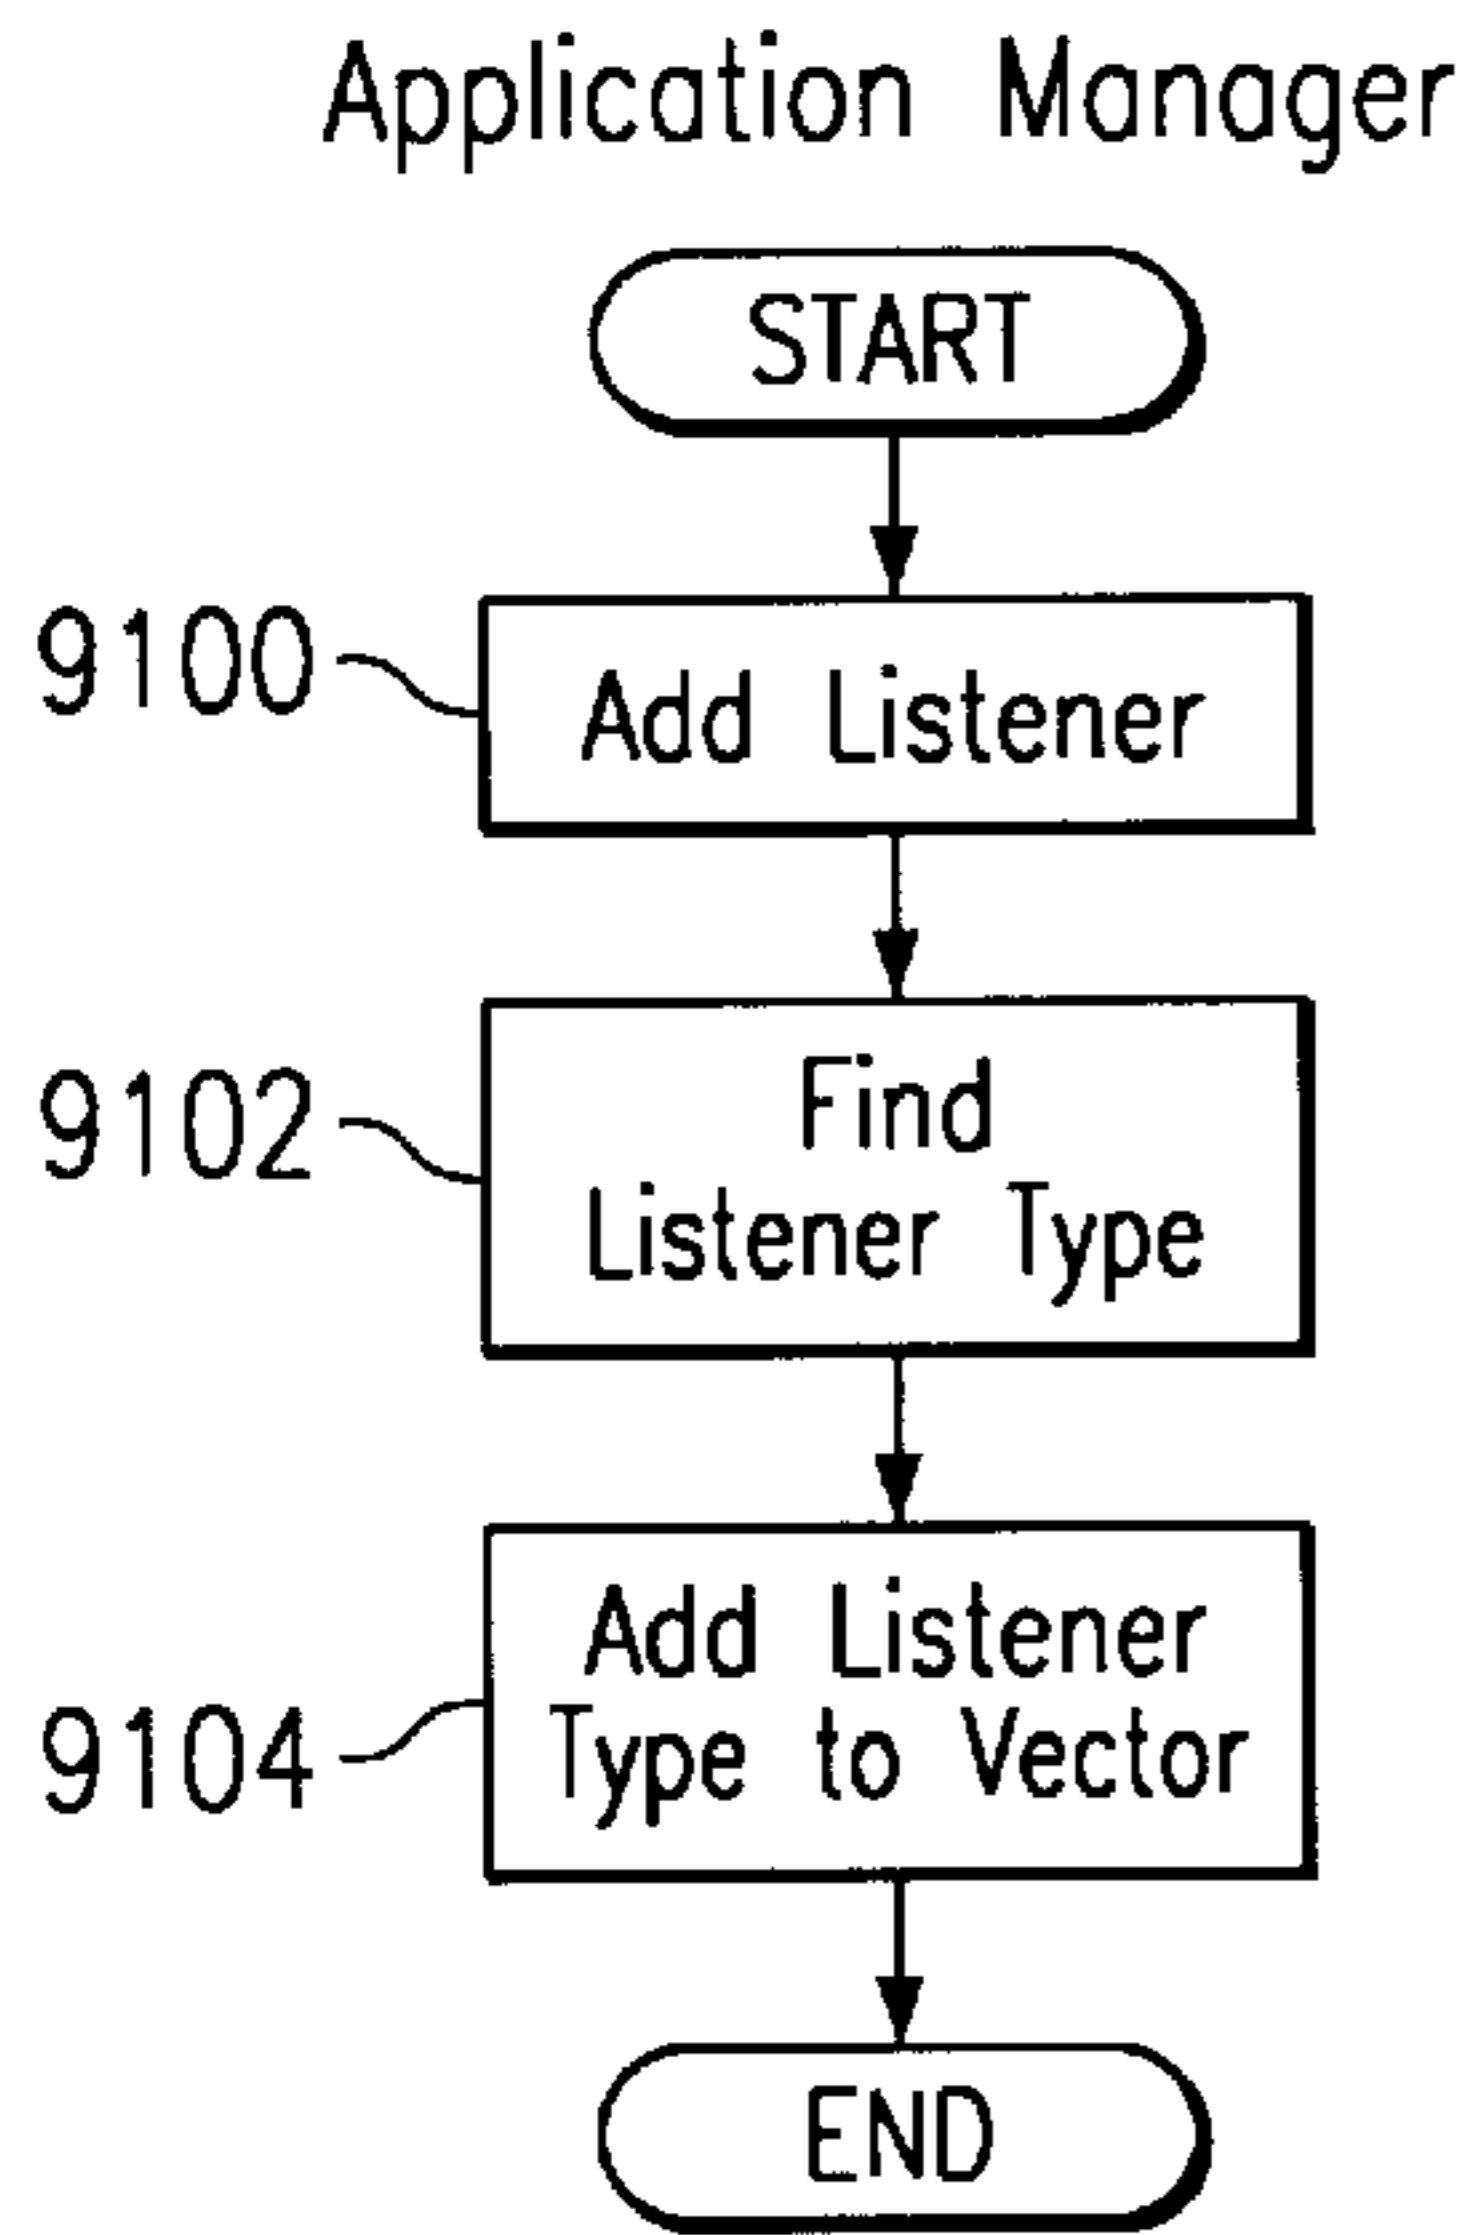 Application Manager
START
9100
Add Listener
9102
Find
Listener Type
9104
Add Listener
Type to Vector
END